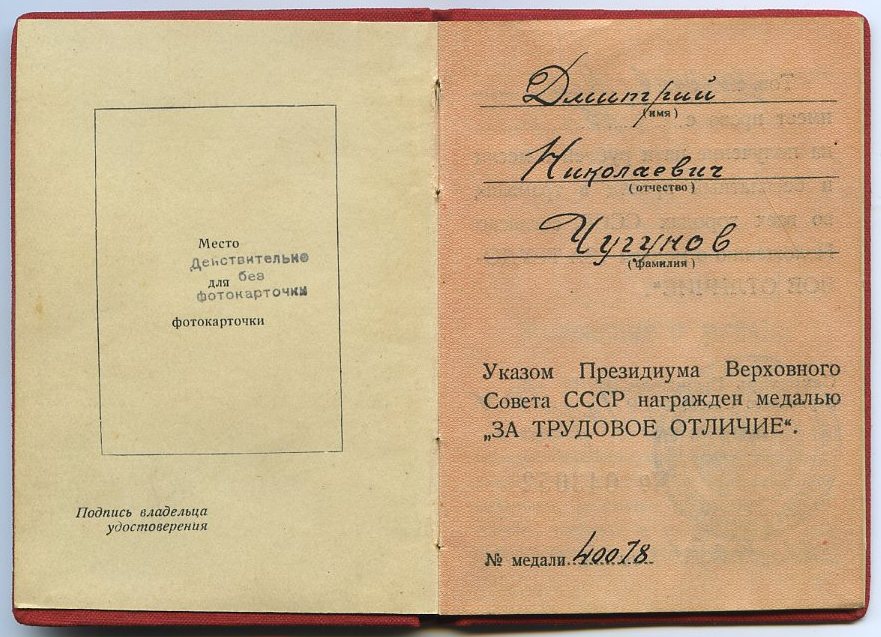 Место
Действительно
для без
фотокарточки
фотокарточки
Подпись владельца
удостоверения
Дмитрий
(имя)
Николаевич
(отчество)
Чугунов
(фамилия)
Указом Президиума Верховного
Совета СССР награжден медалью
„ЗА ТРУДОВОЕ ОТЛИЧИЕ“.
№ медали 40078